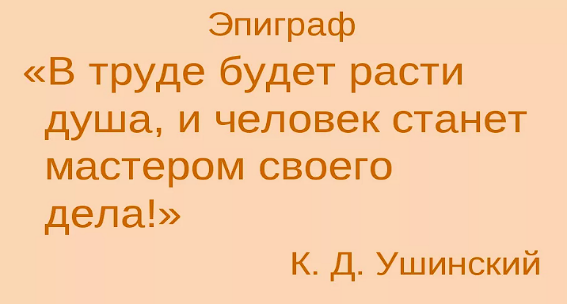 Эпиграф
«В труде будет расти
душа, и человек станет
мастером своего
дела!»
К. Д. Ушинский